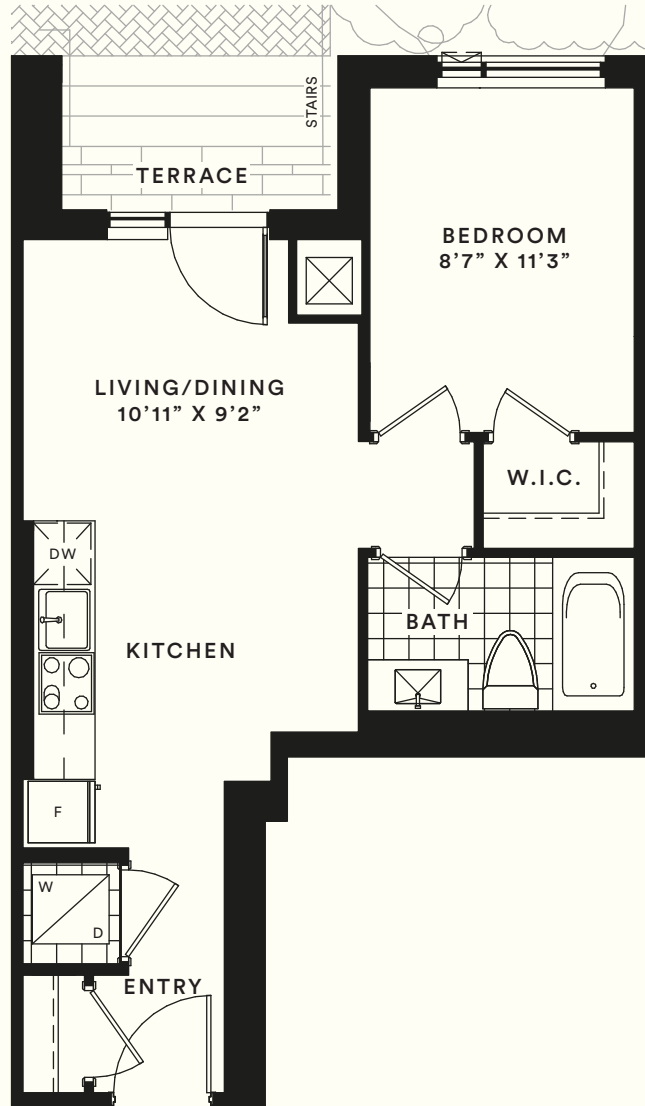 STAIRS
TERRACE
BEDROOM
8’7” X 11’3”
LIVING/DINING
10’11” X 9’2”
W.I.C.
DW
BATH
KITCHEN
F
W
D
ENTRY